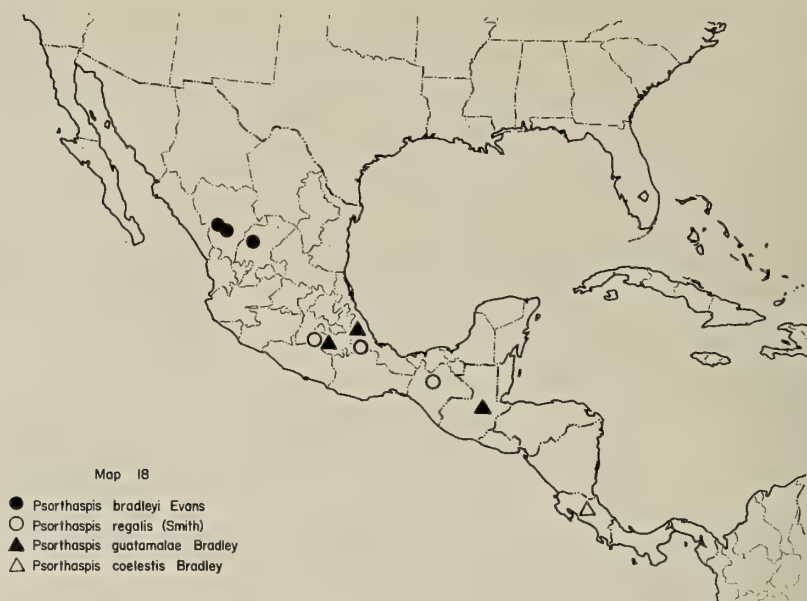 Map 18
Psorthaspis bradleyi Evans
Psorthaspis regalis (Smith)
Psorthaspis guatamalae Bradley
Psorthaspis coelestis Bradley